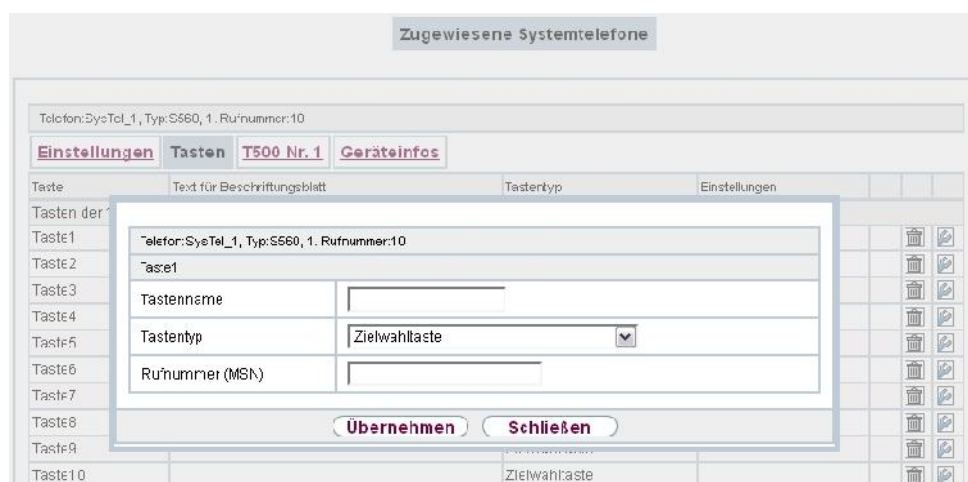 Zugewiesene Systemtelefone
Telefon:SysTel_1, Typ:S560, 1. Rufnummer:10
Einstellungen Tasten T500 Nr. 1 Geräteinfos
Taste Text für Beschriftungsblatt Tastentyp Einstellungen
Tasten der
Taste1
Taste2
Taste3
Taste4
Taste5
Taste6
Taste7
Taste8
Taste9
Taste10 Zielwahltaste
Telefon:SysTel_1, Typ:S560, 1. Rufnummer:10
Taste1
Tastenname
Tastentyp Zielwahltaste
Rufnummer (MSN)
Übernehmen Schließen